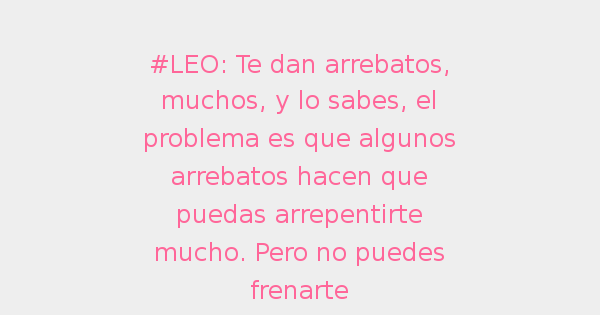 #LEO: Te dan arrebatos,
muchos, y lo sabes, el
problema es que algunos
arrebatos hacen que
puedas arrepentirte
mucho. Pero no puedes
frenarte